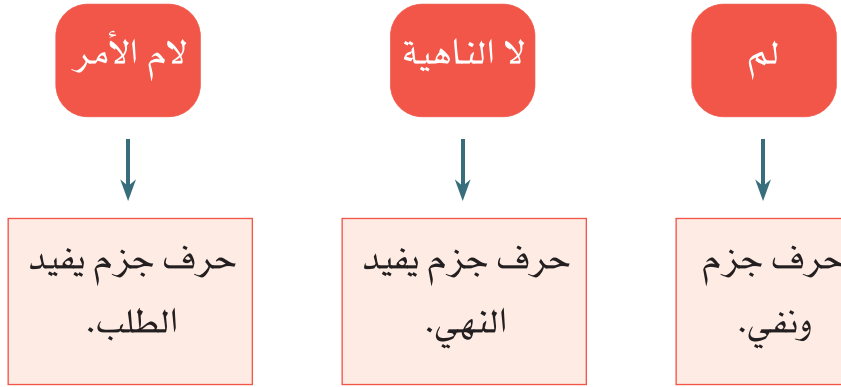 لم
لا الناهية
لام الأمر
حرف جزم
ونفي.
حرف جزم يفيد
النهي.
حرف جزم يفيد
الطلب.